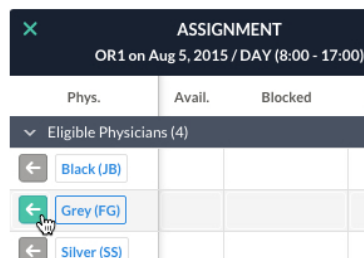 ASSIGNMENT
OR1 on Aug 5, 2015 / DAY (8:00 - 17:00)
Phys. Avail. Blocked
Eligible Physicians (4)
Black (JB)
Grey (FG)
Silver (SS)